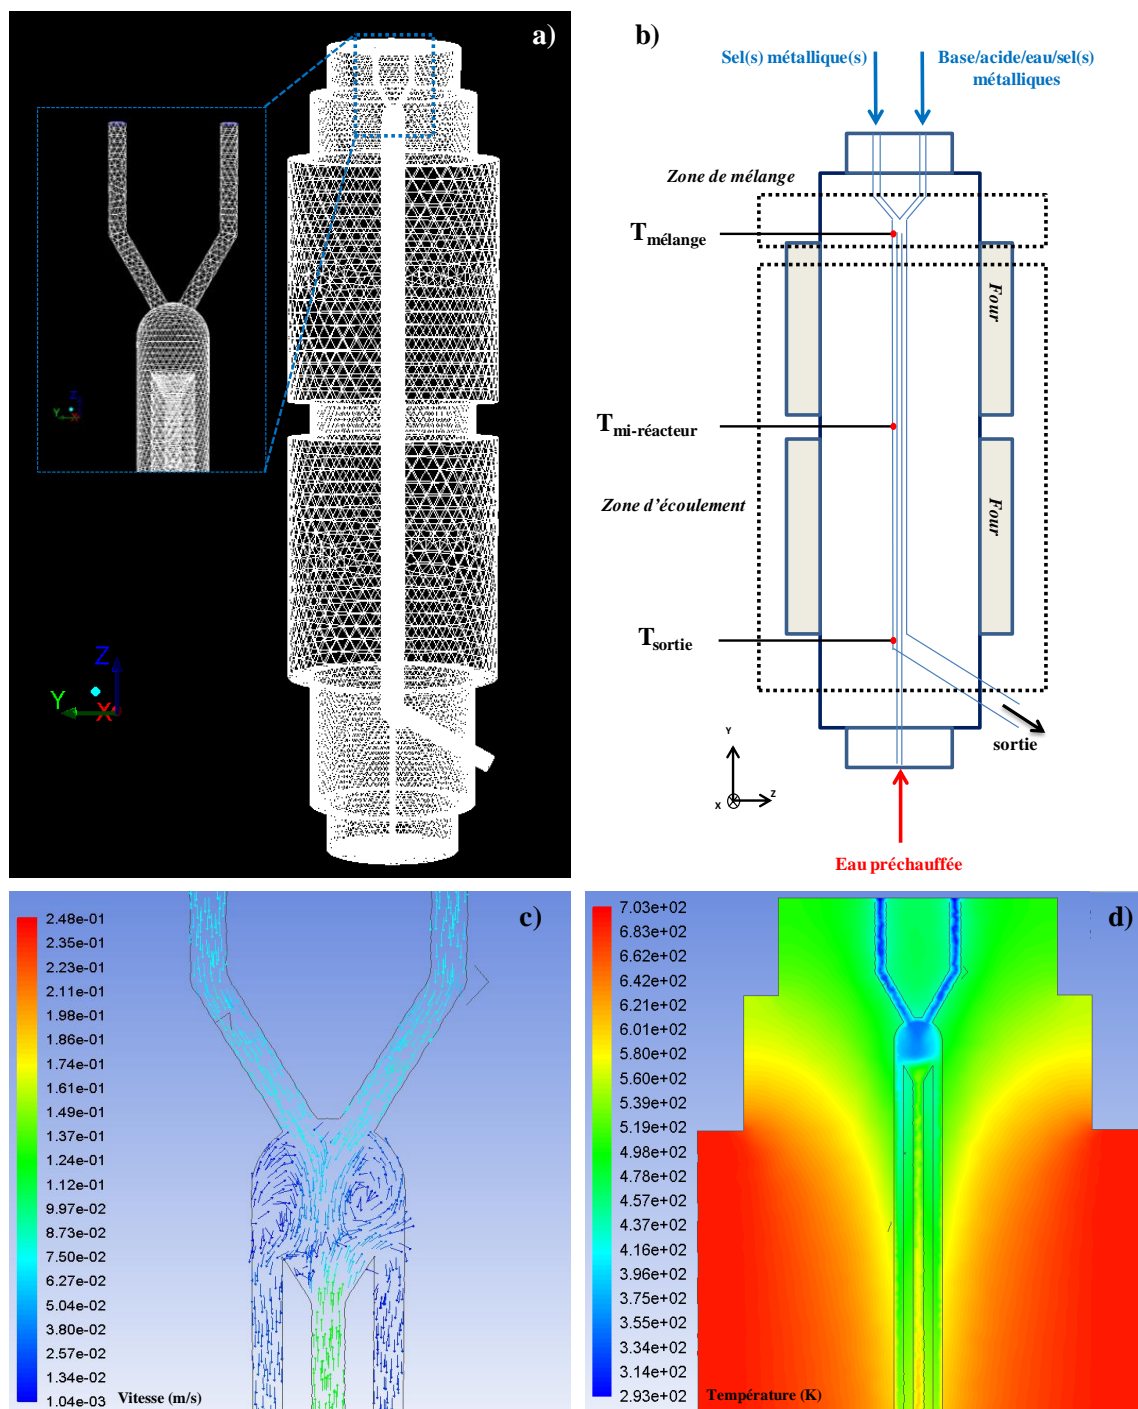 a)
Z
Y
X
Z
Y
X
b)
Sel(s) métallique(s)
Base/acide/eau/sel(s)
métalliques
Zone de mélange
Tmélange
Four
Tmi-réacteur
Zone d'écoulement
Four
Tsortie
sortie
Y
X
Z
Eau préchauffée
c)
2.48e-01
2.35e-01
2.23e-01
2.11e-01
1.98e-01
1.86e-01
1.74e-01
1.61e-01
1.49e-01
1.37e-01
1.24e-01
1.12e-01
9.97e-02
8.73e-02
7.50e-02
6.27e-02
5.04e-02
3.80e-02
2.57e-02
1.34e-02
1.04e-03
Vitesse (m/s)
d)
7.03e+02
6.83e+02
6.62e+02
6.42e+02
6.21e+02
6.01e+02
5.80e+02
5.60e+02
5.39e+02
5.19e+02
4.98e+02
4.78e+02
4.57e+02
4.37e+02
4.16e+02
3.96e+02
3.75e+02
3.55e+02
3.34e+02
3.14e+02
2.93e+02
Température (K)